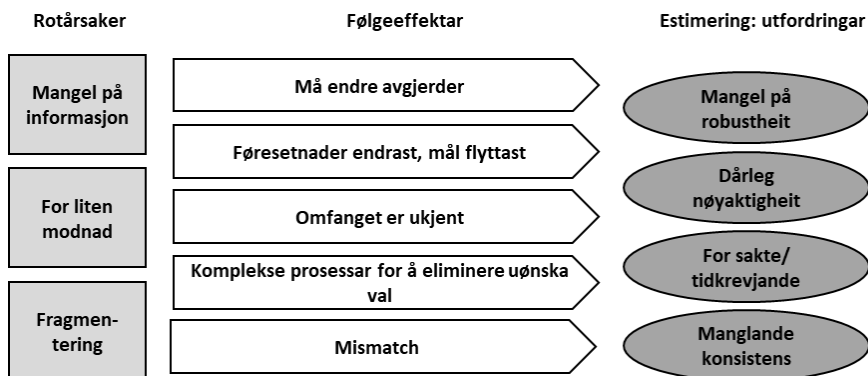 Rotårsaker
Følgeeffektar
Estimering: utfordringar
Mangel på
informasjon
For liten
modnad
Fragmen-
tering
Må endre avgjerder
Føresetnader endrast, mål flyttast
Omfanget er ukjent
Komplekse prosessar for å eliminere uønska
val
Mismatch
Mangel på
robustheit
Dårleg
nøyaktigheit
For sakte/
tidkrevjande
Manglande
konsistens